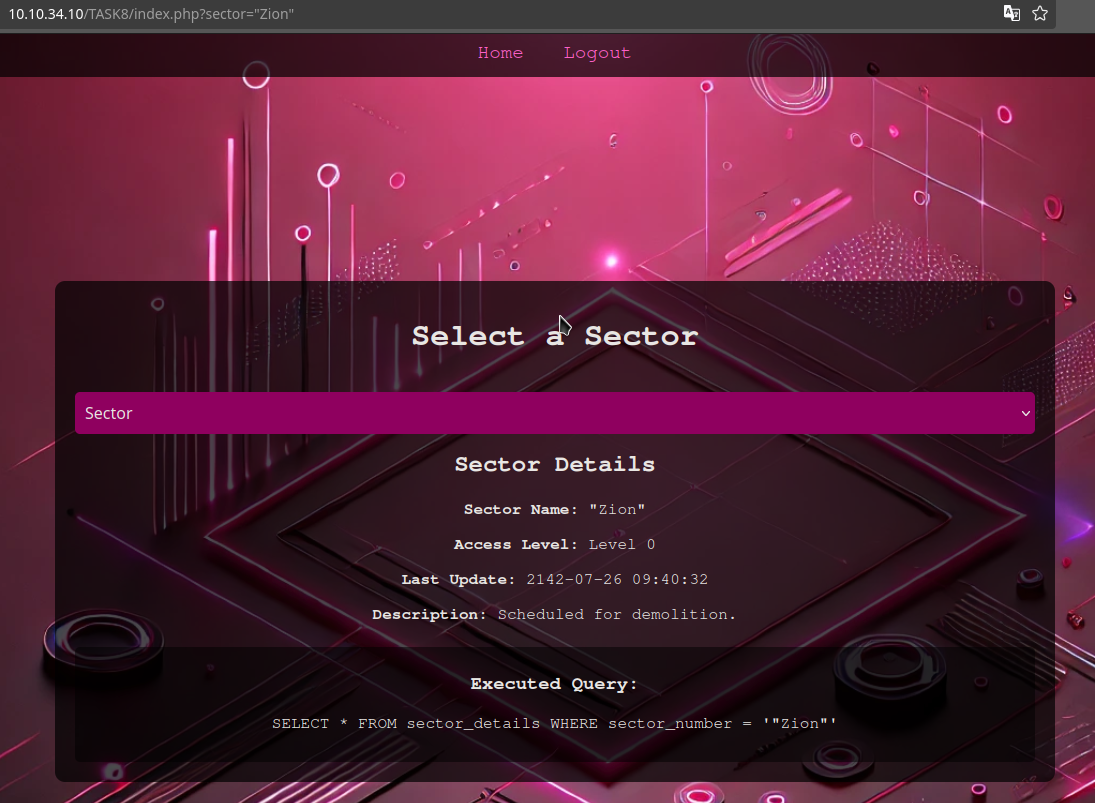 10.10.34.10/TASK8/index.php?sector="Zion"
Home Logout
Select a Sector
Sector
Sector Details
Sector Name: "Zion"
Access Level: Level 0
Last Update: 2142-07-26 09:40:32
Description: Scheduled for demolition.
Executed Query:
SELECT * FROM sector_details WHERE sector_number = '"Zion"'